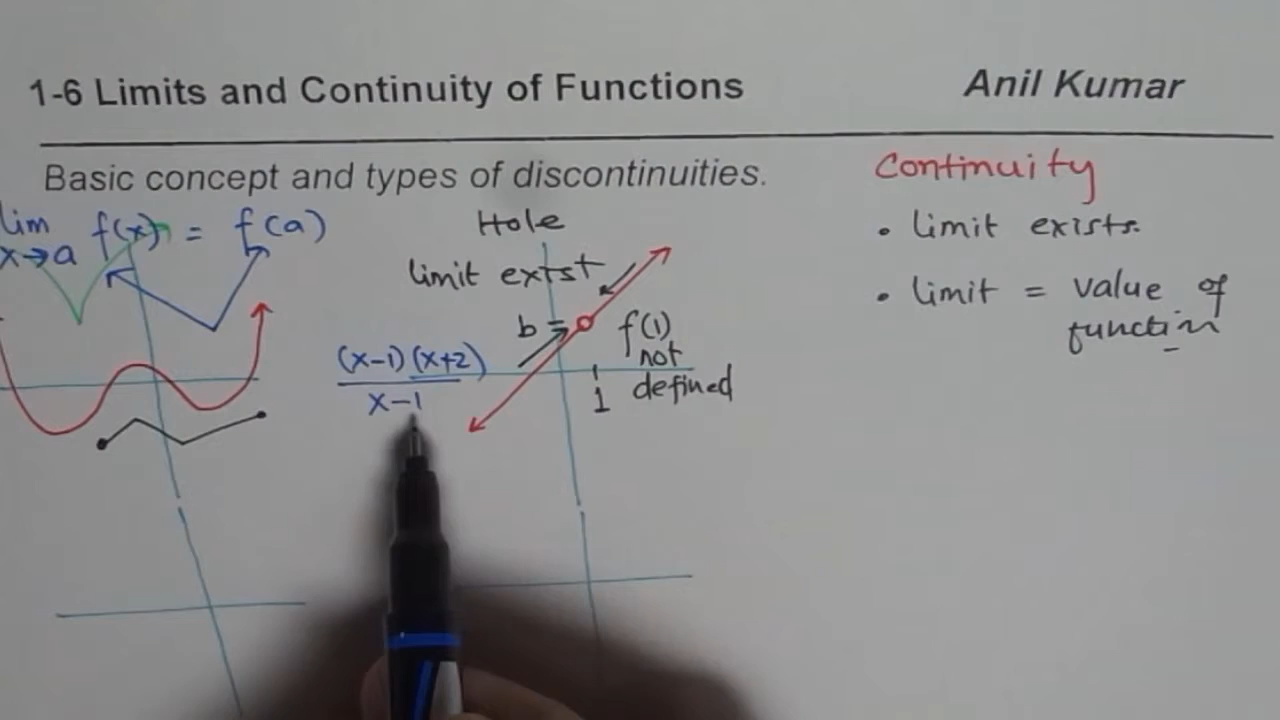 1-6 Limits and Continuity of Functions
Anil Kumar
Basic concept and types of discontinuities.
lim f(x) = f(a)
x→a
Hole
limit exist
b =
f(1)
not
defined
1
(x-1)(x+2)
x-1
Continuity
• limit exists.
• limit = value of
function